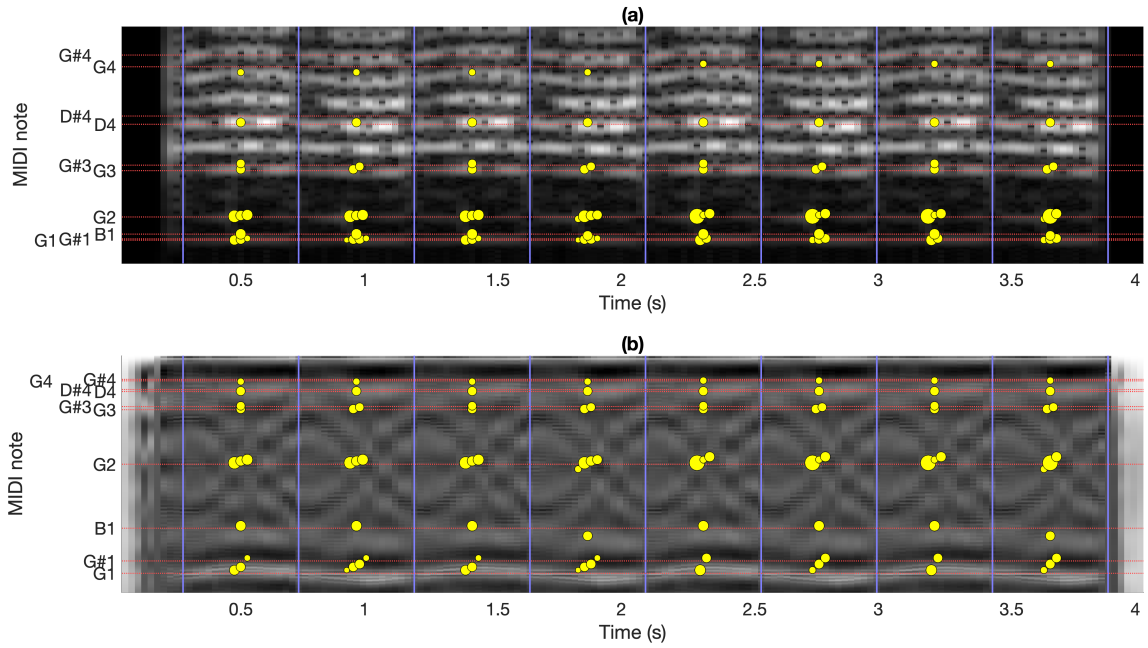 (a)
MIDI note
G#4
G4
D#4
D4
G#3
G3
G2
B1
G1
G#1
0.5 1 1.5 2 2.5 3 3.5 4
Time (s)
(b)
MIDI note
G4
G#4
D#4
D4
G#3
G3
G2
B1
G#1
G1
0.5 1 1.5 2 2.5 3 3.5 4
Time (s)